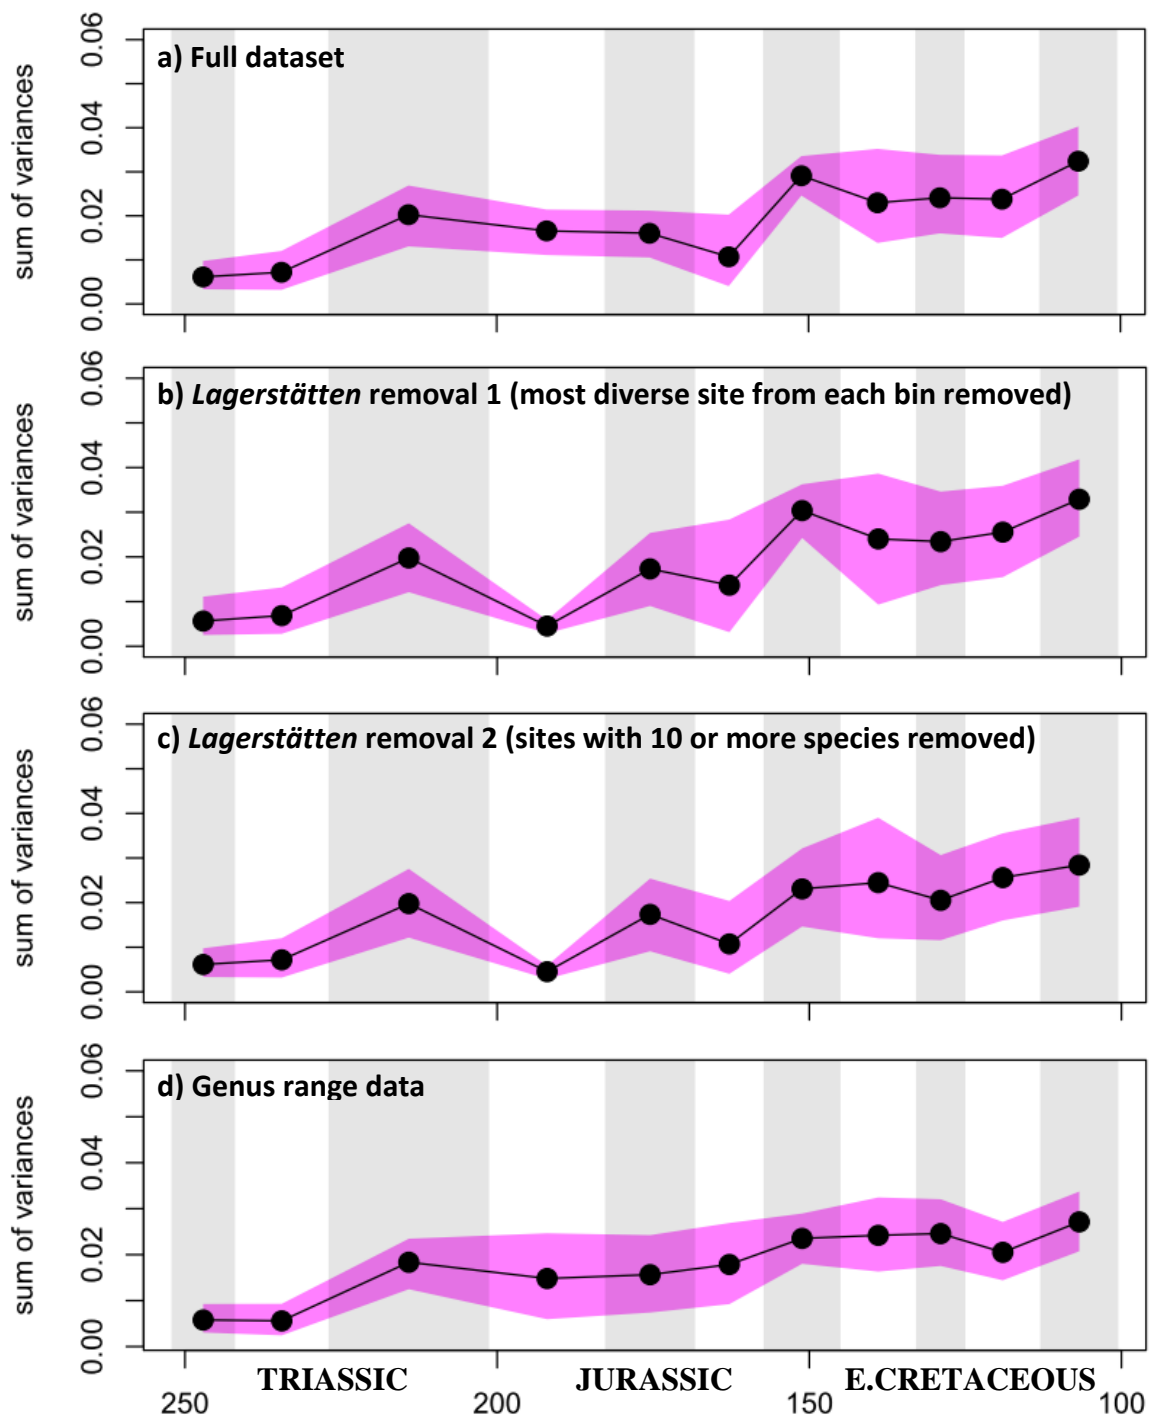 a) Full dataset
sum of variances
0.00 0.02 0.04 0.06
b) Lagerstätten removal 1 (most diverse site from each bin removed)
sum of variances
0.00 0.02 0.04 0.06
c) Lagerstätten removal 2 (sites with 10 or more species removed)
sum of variances
0.00 0.02 0.04 0.06
d) Genus range data
sum of variances
0.00 0.02 0.04 0.06
TRIASSIC JURASSIC E.CRETACEOUS
250 200 150 100